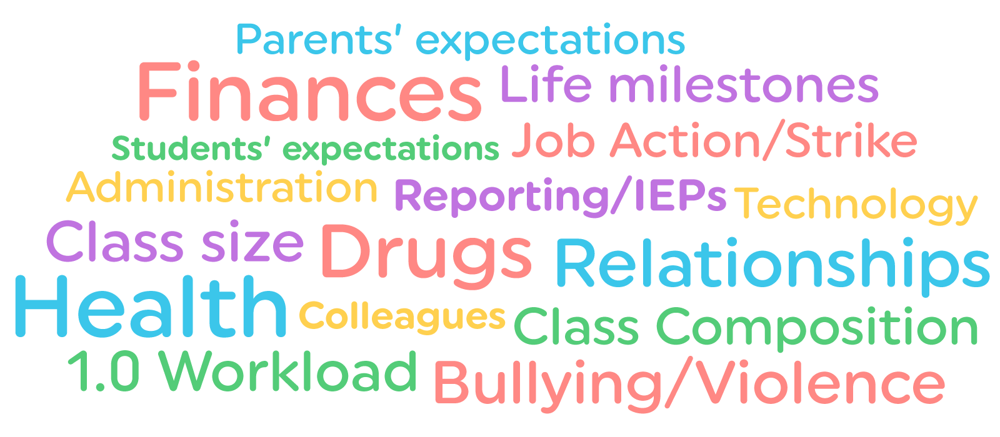 Parents' expectations
Finances Life milestones
Students' expectations Job Action/Strike
Administration Reporting/IEPs Technology
Class size Drugs Relationships
Health Colleagues Class Composition
1.0 Workload Bullying/Violence